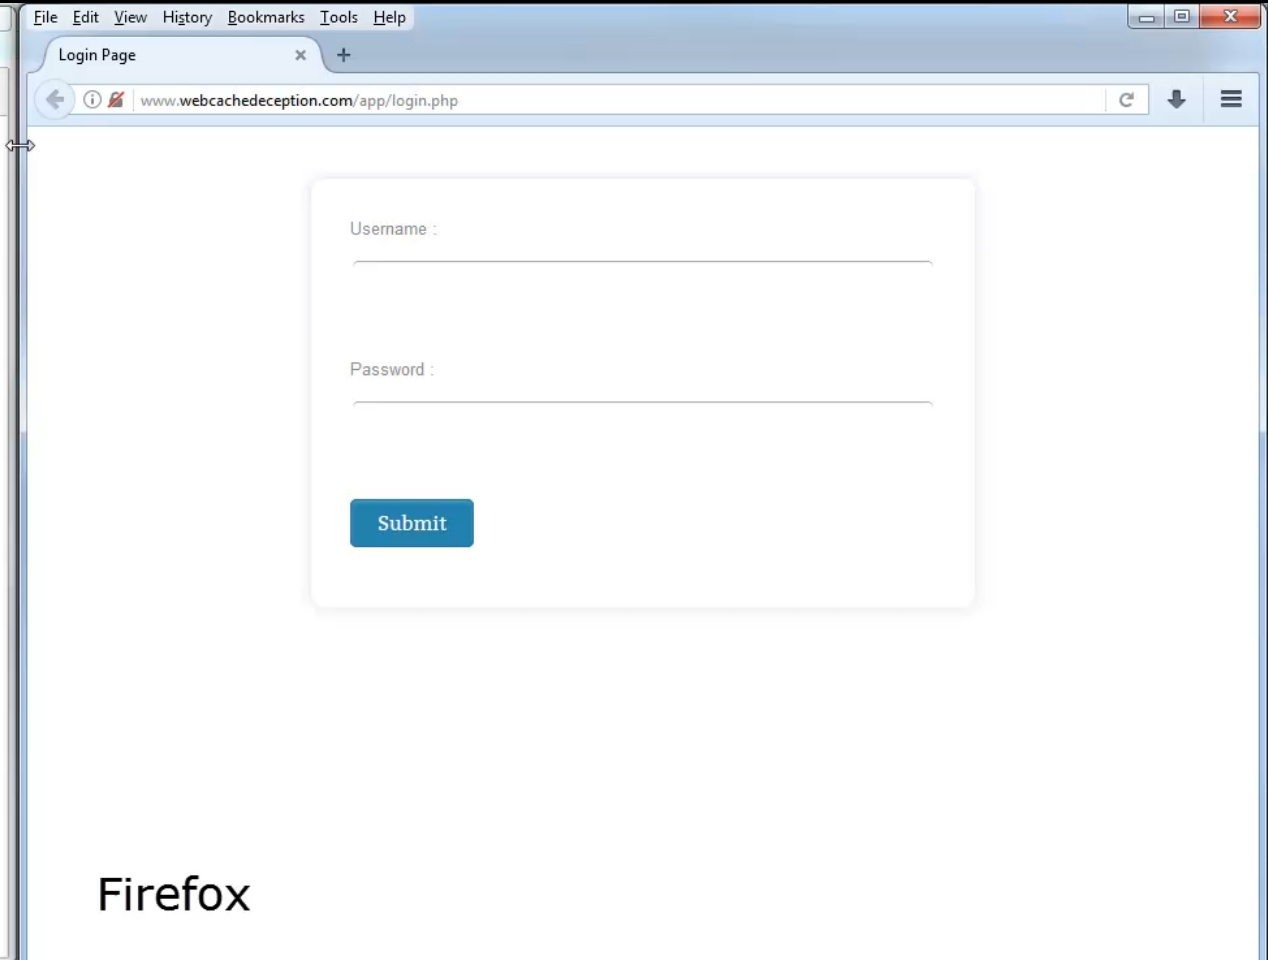 File Edit View History Bookmarks Tools Help
Login Page
www.webcachedeception.com/app/login.php
Username :
Password :
Submit
Firefox